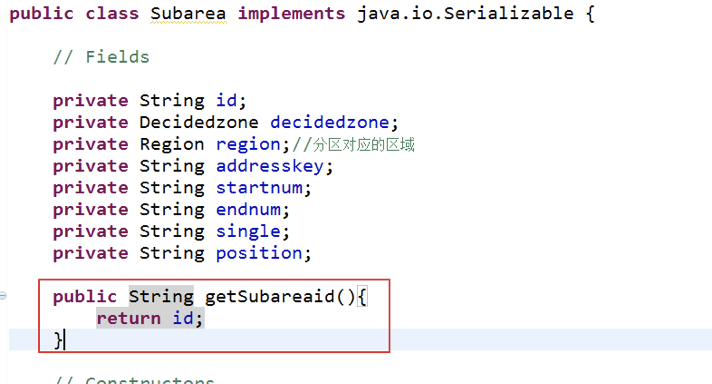 public class Subarea implements java.io.Serializable {
// Fields
private String id;
private Decidedzone decidedzone;
private Region region;//分区对应的区域
private String addresskey;
private String startnum;
private String endnum;
private String single;
private String position;
public String getSubareaid(){
return id;
}
// Constructors